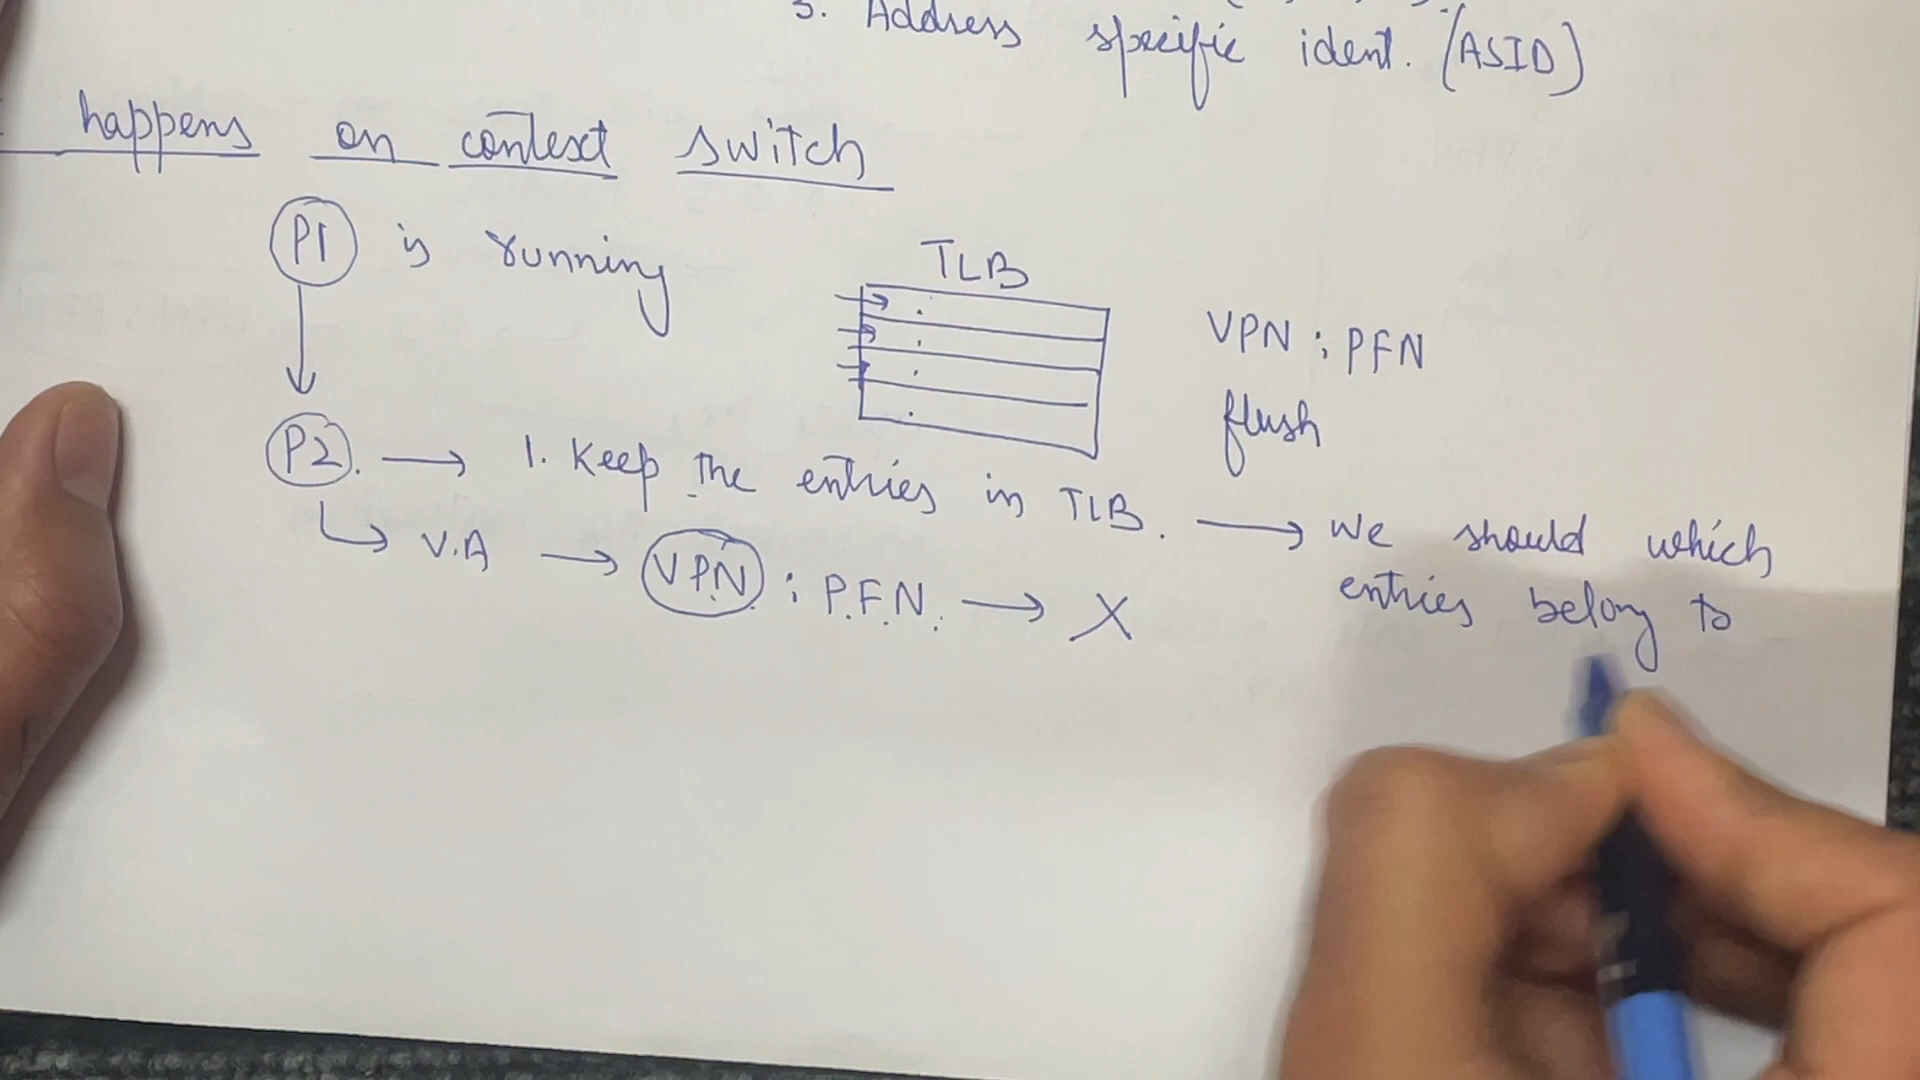 3. Address specific ident. (ASID)
happens on context switch
P1 is running
TLB
VPN : PFN
flush
P2. → 1. Keep the entries in TLB. → We should which
entries belong to
↳ V.A → VPN : P.F.N. → X